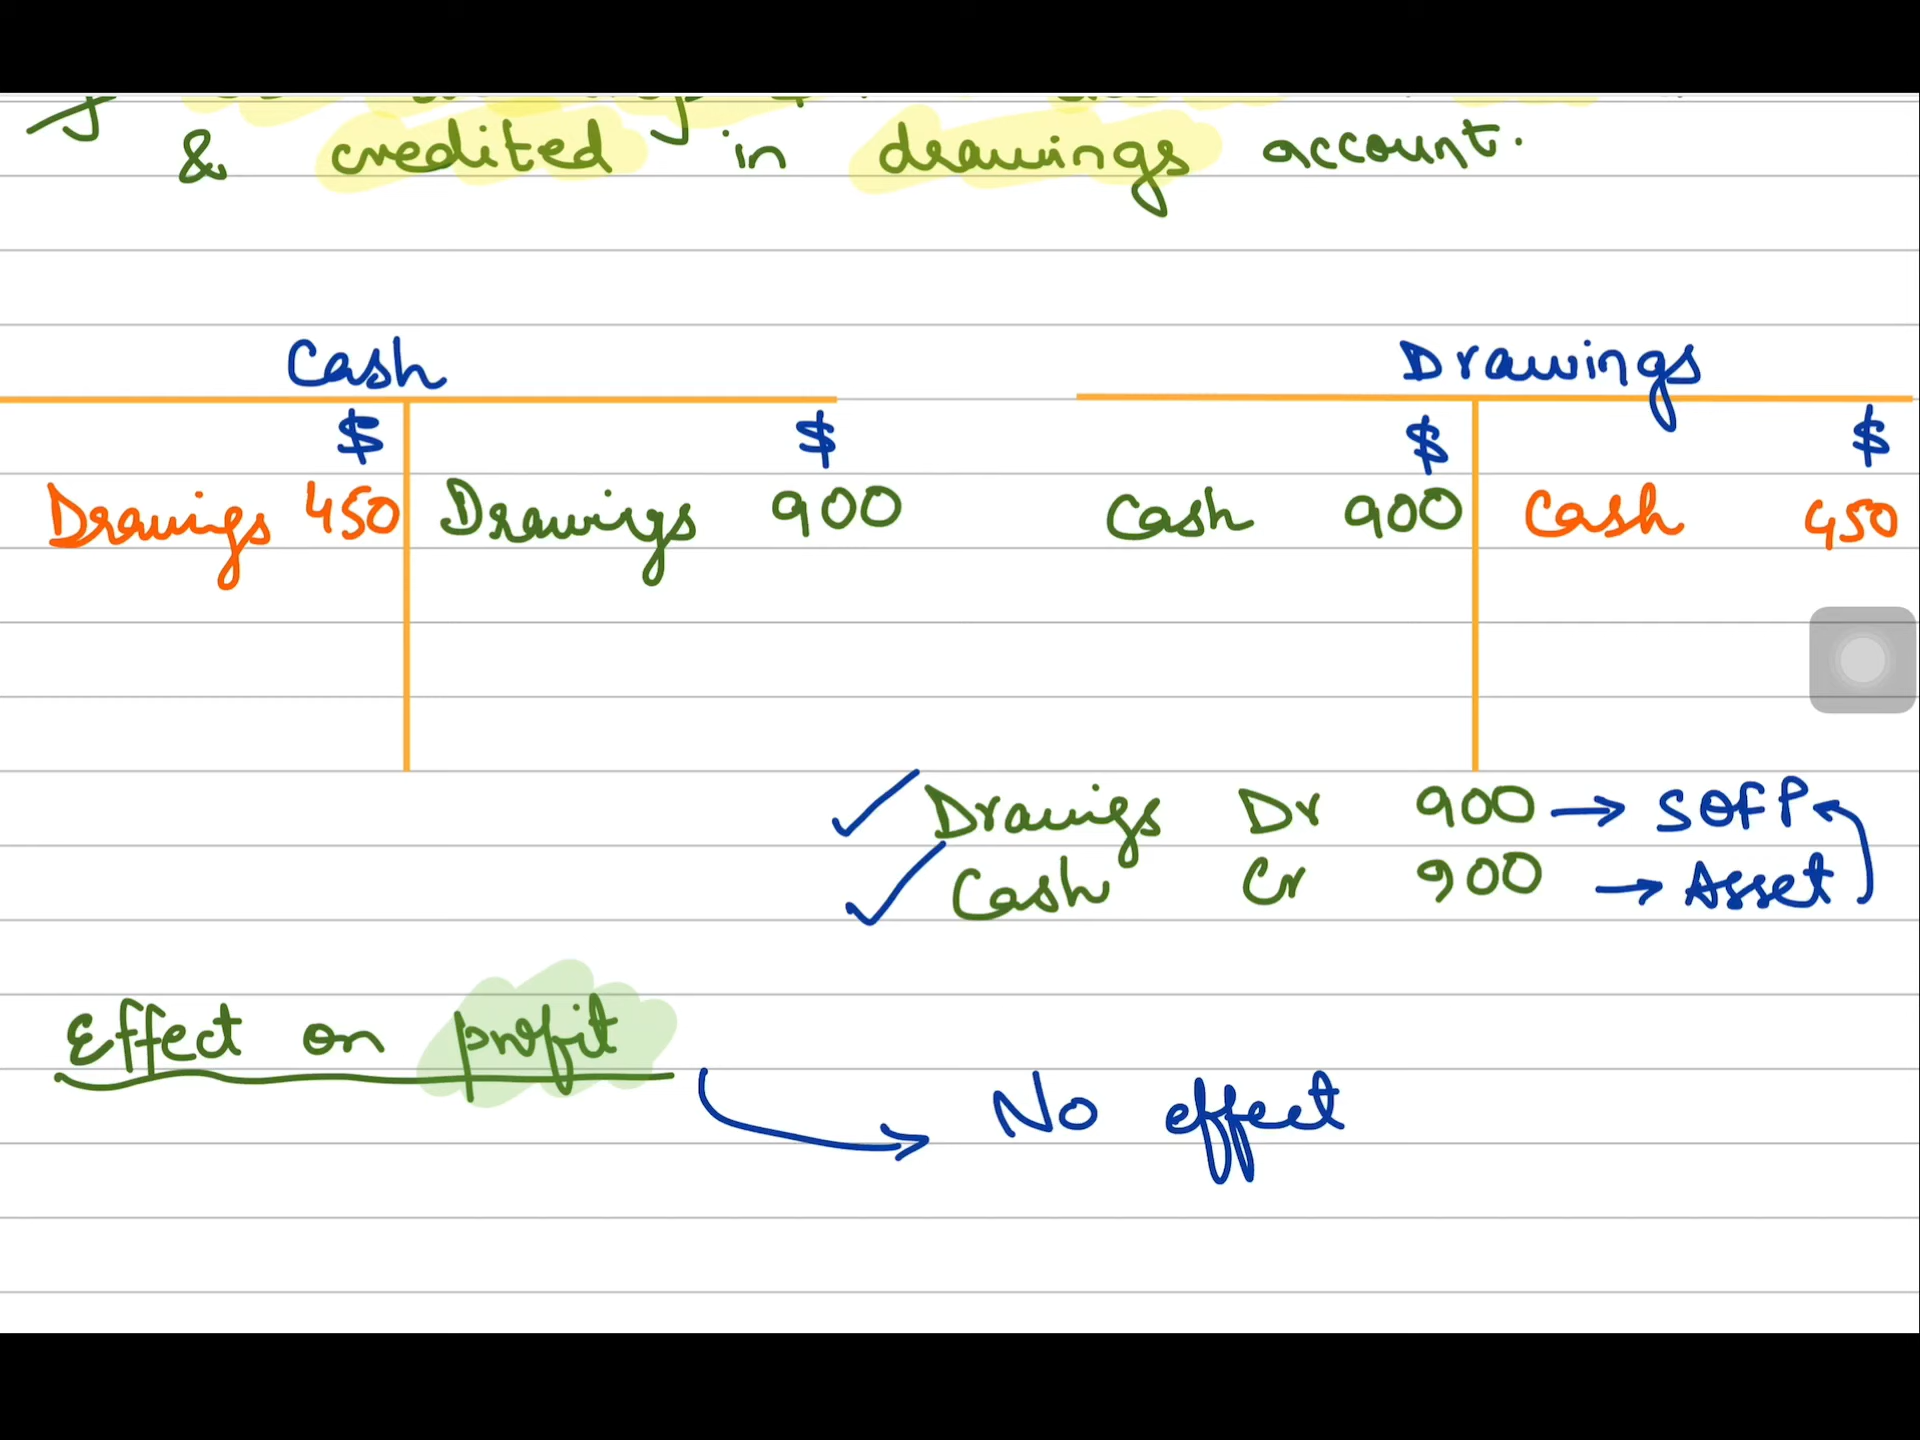 & credited in drawings account.
Cash
$ $
Drawings 450 Drawings 900
Drawings
$ $
Cash 900 Cash 450
Drawings Dr 900 → SOFP
Cash Cr 900 → Asset
Effect on profit
No effect